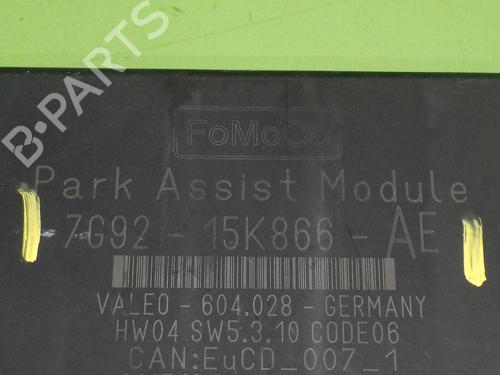 B-PARTS
FoMoCo
Park Assist Module
7G92 - 15K866 - AE
VALEO - 604.028 - GERMANY
HW04 SW5.3.10 CODE06
CAN:EuCD_007_1